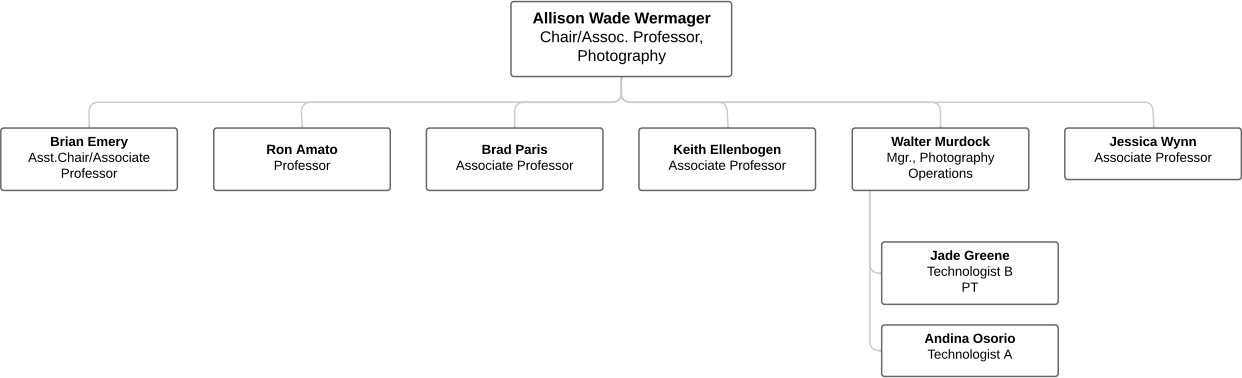 Allison Wade Wermager
Chair/Assoc. Professor,
Photography
Brian Emery
Asst.Chair/Associate
Professor
Ron Amato
Professor
Brad Paris
Associate Professor
Keith Ellenbogen
Associate Professor
Walter Murdock
Mgr., Photography
Operations
Jessica Wynn
Associate Professor
Jade Greene
Technologist B
PT
Andina Osorio
Technologist A